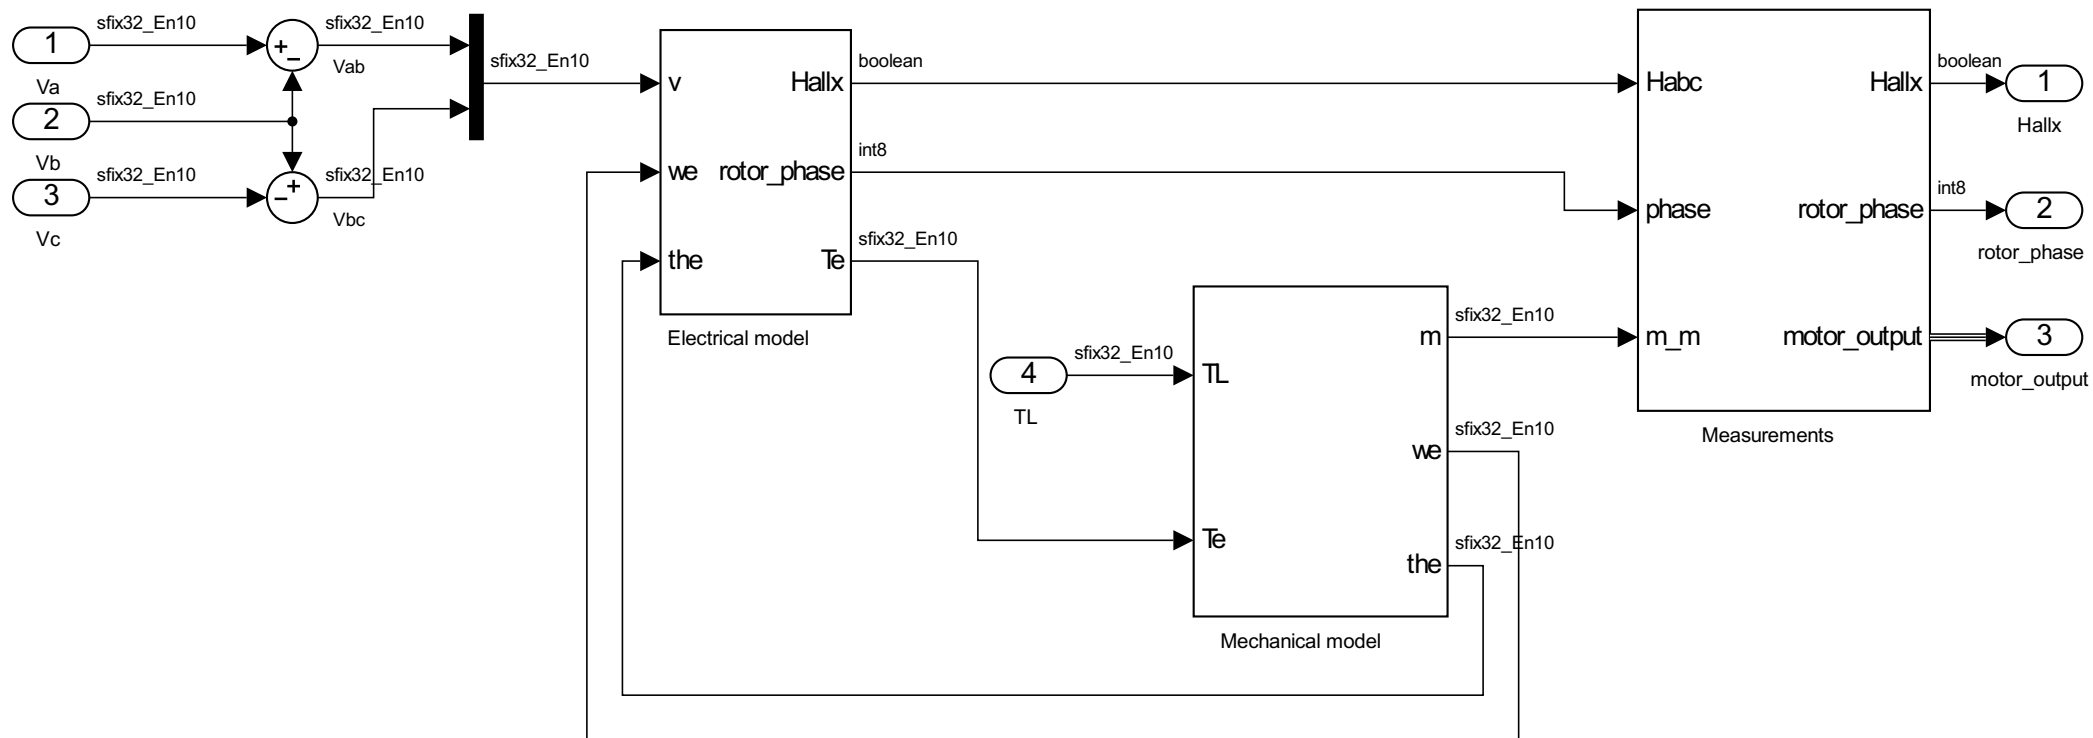 1
Va
sfix32_En10
2
Vb
sfix32_En10
3
Vc
sfix32_En10
+
−
sfix32_En10
Vab
+
−
sfix32_En10
Vbc
sfix32_En10
v
we
the
Hallx
rotor_phase
Te
Electrical model
boolean
int8
sfix32_En10
4
TL
sfix32_En10
TL
Te
m
we
the
Mechanical model
sfix32_En10
sfix32_En10
sfix32_En10
Habc
phase
m_m
Hallx
rotor_phase
motor_output
Measurements
boolean
1
Hallx
int8
2
rotor_phase
3
motor_output